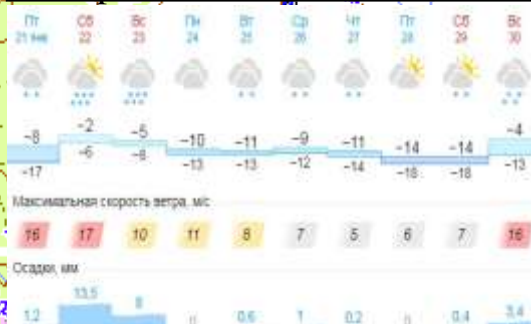 Пт Сб Вс Пн Вт Ср Чт Пт Сб Вс
21 янв 22 23 24 25 26 27 28 29 30
−8 −2 −5 −10 −11 −9 −11 −14 −14 −4
−17 −6 −8 −13 −13 −12 −14 −18 −18 −13
Максимальная скорость ветра, м/с
16 17 10 11 8 7 5 6 7 16
Осадки, мм
1,2 13,5 8 0,6 1 0,2 0,4 3,4